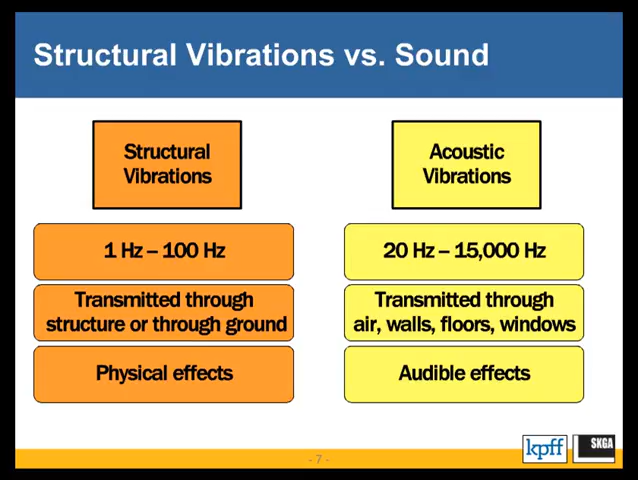 Structural Vibrations vs. Sound
Structural
Vibrations
1 Hz – 100 Hz
Transmitted through
structure or through ground
Physical effects
Acoustic
Vibrations
20 Hz – 15,000 Hz
Transmitted through
air, walls, floors, windows
Audible effects
- 7 -
kpff
SKGA